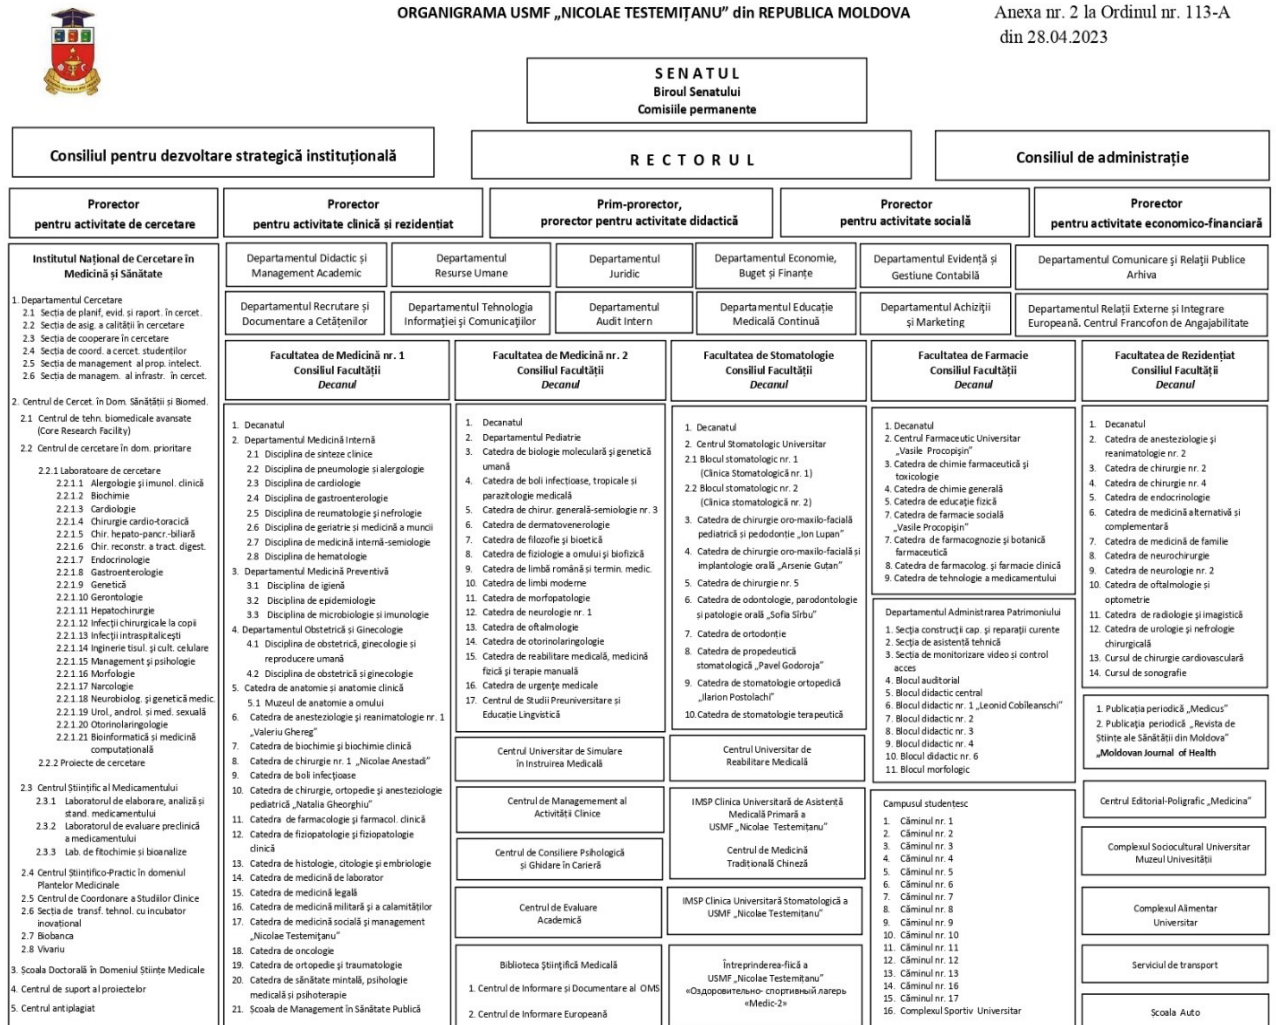 ORGANIGRAMA USMF „NICOLAE TESTEMIȚANU” din REPUBLICA MOLDOVA
Anexa nr. 2 la Ordinul nr. 113-A
din 28.04.2023
SENATUL
Biroul Senatului
Comisiile permanente
Consiliul pentru dezvoltare strategică instituțională
RECTORUL
Consiliul de administrație
Prorector
pentru activitate de cercetare
Prorector
pentru activitate clinică și rezidențiat
Prim-prorector,
prorector pentru activitate didactică
Prorector
pentru activitate socială
Prorector
pentru activitate economico-financiară
Institutul Național de Cercetare în
Medicină și Sănătate
1. Departamentul Cercetare
2.1 Secția de planif, evid. și raport. în cercet.
2.2 Secția de asig. a calității în cercetare
2.3 Secția de cooperare în cercetare
2.4 Secția de coord. a cercet. studenților
2.5 Secția de management al prop. intelect.
2.6 Secția de managem. al infrastr. în cercet.
2. Centrul de Cercet. în Dom. Sănătății și Biomed.
2.1 Centrul de tehn. biomedicale avansate
(Core Research Facility)
2.2 Centrul de cercetare în dom. prioritare
2.2.1 Laboratoare de cercetare
2.2.1.1 Alergologie și imunol. clinică
2.2.1.2 Biochimie
2.2.1.3 Cardiologie
2.2.1.4 Chirurgie cardio-toracică
2.2.1.5 Chir. hepato-pancr.-biliară
2.2.1.6 Chir. reconstr. a tract. digest.
2.2.1.7 Endocrinologie
2.2.1.8 Gastroenterologie
2.2.1.9 Genetică
2.2.1.10 Gerontologie
2.2.1.11 Hepatochirurgie
2.2.1.12 Infecții chirurgicale la copii
2.2.1.13 Infecții intraspitalicești
2.2.1.14 Inginerie tisul. și cult. celulare
2.2.1.15 Management și psihologie
2.2.1.16 Morfologie
2.2.1.17 Narcologie
2.2.1.18 Neurobiolog. și genetică medic.
2.2.1.19 Urol., androl. și med. sexuală
2.2.1.20 Otorinolaringologie
2.2.1.21 Bioinformatică și medicină
computațională
2.2.2 Proiecte de cercetare
2.3 Centrul Științific al Medicamentului
2.3.1 Laboratorul de elaborare, analiză și
stand. medicamentului
2.3.2 Laboratorul de evaluare preclinică
a medicamentului
2.3.3 Lab. de fitochimie și bioanalize
2.4 Centrul Științifico-Practic în domeniul
Plantelor Medicinale
2.5 Centrul de Coordonare a Studiilor Clinice
2.6 Secția de transf. tehnol. cu incubator
inovațional
2.7 Biobanca
2.8 Vivariu
3. Școala Doctorală în Domeniul Științe Medicale
4. Centrul de suport al proiectelor
5. Centrul antiplagiat
Departamentul Didactic și
Management Academic
Departamentul
Resurse Umane
Departamentul
Juridic
Departamentul Economie,
Buget și Finanțe
Departamentul Evidență și
Gestiune Contabilă
Departamentul Comunicare și Relații Publice
Arhiva
Departamentul Recrutare și
Documentare a Cetățenilor
Departamentul Tehnologia
Informației și Comunicațiilor
Departamentul
Audit Intern
Departamentul Educație
Medicală Continuă
Departamentul Achiziții
și Marketing
Departamentul Relații Externe și Integrare
Europeană. Centrul Francofon de Angajabilitate
Facultatea de Medicină nr. 1
Consiliul Facultății
Decanul
1. Decanatul
2. Departamentul Medicină Internă
2.1 Disciplina de sinteze clinice
2.2 Disciplina de pneumologie și alergologie
2.3 Disciplina de cardiologie
2.4 Disciplina de gastroenterologie
2.5 Disciplina de reumatologie și nefrologie
2.6 Disciplina de geriatrie si medicină a muncii
2.7 Disciplina de medicină internă-semiologie
2.8 Disciplina de hematologie
3. Departamentul Medicină Preventivă
3.1 Disciplina de igienă
3.2 Disciplina de epidemiologie
3.3 Disciplina de microbiologie și imunologie
4. Departamentul Obstetrică și Ginecologie
4.1 Disciplina de obstetrică, ginecologie și
reproducere umană
4.2 Disciplina de obstetrică și ginecologie
5. Catedra de anatomie și anatomie clinică
5.1 Muzeul de anatomie a omului
6. Catedra de anesteziologie și reanimatologie nr. 1
„Valeriu Ghereg”
7. Catedra de biochimie și biochimie clinică
8. Catedra de chirurgie nr. 1 „Nicolae Anestadi”
9. Catedra de boli infecțioase
10. Catedra de chirurgie, ortopedie și anesteziologie
pediatrică „Natalia Gheorghiu”
11. Catedra de farmacologie și farmacol. clinică
12. Catedra de fiziopatologie și fiziopatologie
clinică
13. Catedra de histologie, citologie și embriologie
14. Catedra de medicină de laborator
15. Catedra de medicină legală
16. Catedra de medicină militară și a calamităților
17. Catedra de medicină socială și management
„Nicolae Testemițanu”
18. Catedra de oncologie
19. Catedra de ortopedie și traumatologie
20. Catedra de sănătate mintală, psihologie
medicală și psihoterapie
21. Școala de Management în Sănătate Publică
Facultatea de Medicină nr. 2
Consiliul Facultății
Decanul
1. Decanatul
2. Departamentul Pediatrie
3. Catedra de biologie moleculară și genetică
umană
4. Catedra de boli infecțioase, tropicale și
parazitologie medicală
5. Catedra de chirur. generală-semiologie nr. 3
6. Catedra de dermatovenerologie
7. Catedra de filozofie și bioetică
8. Catedra de fiziologie a omului și biofizică
9. Catedra de limbă română și termin. medic.
10. Catedra de limbi moderne
11. Catedra de morfopatologie
12. Catedra de neurologie nr. 1
13. Catedra de oftalmologie
14. Catedra de otorinolaringologie
15. Catedra de reabilitare medicală, medicină
fizică și terapie manuală
16. Catedra de urgențe medicale
17. Centrul de Studii Preuniversitare și
Educație Lingvistică
Centrul Universitar de Simulare
în Instruirea Medicală
Centrul de Managemement al
Activității Clinice
Centrul de Consiliere Psihologică
și Ghidare în Carieră
Centrul de Evaluare
Academică
Biblioteca Științifică Medicală
1. Centrul de Informare și Documentare al OMS
2. Centrul de Informare Europeană
Facultatea de Stomatologie
Consiliul Facultății
Decanul
1. Decanatul
2. Centrul Stomatologic Universitar
2.1 Blocul stomatologic nr. 1
(Clinica Stomatologică nr. 1)
2.2 Blocul stomatologic nr. 2
(Clinica stomatologică nr. 2)
3. Catedra de chirurgie oro-maxilo-facială
pediatrică și pedodonție „Ion Lupan”
4. Catedra de chirurgie oro-maxilo-facială și
implantologie orală „Arsenie Guțan”
5. Catedra de chirurgie nr. 5
6. Catedra de odontologie, parodontologie
și patologie orală „Sofia Sîrbu”
7. Catedra de ortodonție
8. Catedra de propedeutică
stomatologică „Pavel Godoroja”
9. Catedra de stomatologie ortopedică
„Ilarion Postolachi”
10. Catedra de stomatologie terapeutică
Centrul Universitar de
Reabilitare Medicală
IMSP Clinica Universitară de Asistență
Medicală Primară a
USMF „Nicolae Testemițanu”
Centrul de Medicină
Tradițională Chineză
IMSP Clinica Universitară Stomatologică a
USMF „Nicolae Testemițanu”
Întreprinderea-fiică a
USMF „Nicolae Testemițanu”
«Оздоровительно- спортивный лагерь
«Medic-2»
Facultatea de Farmacie
Consiliul Facultății
Decanul
1. Decanatul
2. Centrul Farmaceutic Universitar
„Vasile Procopișin”
3. Catedra de chimie farmaceutică și
toxicologie
4. Catedra de chimie generală
5. Catedra de educație fizică
7. Catedra de farmacie socială
„Vasile Procopișin”
7. Catedra de farmacognozie și botanică
farmaceutică
8. Catedra de farmacolog. și farmacie clinică
9. Catedra de tehnologie a medicamentului
Departamentul Administrarea Patrimoniului
1. Secția construcții cap. și reparații curente
2. Secția de asistență tehnică
3. Secția de monitorizare video și control
acces
4. Blocul auditorial
5. Blocul didactic central
6. Blocul didactic nr. 1 „Leonid Cobîleanschi”
7. Blocul didactic nr. 2
8. Blocul didactic nr. 3
9. Blocul didactic nr. 4
10. Blocul didactic nr. 6
11. Blocul morfologic
Campusul studențesc
1. Căminul nr. 1
2. Căminul nr. 2
3. Căminul nr. 3
4. Căminul nr. 4
5. Căminul nr. 5
6. Căminul nr. 6
7. Căminul nr. 7
8. Căminul nr. 8
9. Căminul nr. 9
10. Căminul nr. 10
11. Căminul nr. 11
12. Căminul nr. 12
13. Căminul nr. 13
14. Căminul nr. 16
15. Căminul nr. 17
16. Complexul Sportiv Universitar
Facultatea de Rezidențiat
Consiliul Facultății
Decanul
1. Decanatul
2. Catedra de anesteziologie și
reanimatologie nr. 2
3. Catedra de chirurgie nr. 2
4. Catedra de chirurgie nr. 4
5. Catedra de endocrinologie
6. Catedra de medicină alternativă și
complementară
7. Catedra de medicină de familie
8. Catedra de neurochirurgie
9. Catedra de neurologie nr. 2
10. Catedra de oftalmologie și
optometrie
11. Catedra de radiologie și imagistică
12. Catedra de urologie și nefrologie
chirurgicală
13. Cursul de chirurgie cardiovasculară
14. Cursul de sonografie
1. Publicația periodică „Medicus”
2. Publicaţia periodică „Revista de
Științe ale Sănătății din Moldova”
„Moldovan Journal of Health
Centrul Editorial-Poligrafic „Medicina”
Complexul Sociocultural Universitar
Muzeul Univesității
Complexul Alimentar
Universitar
Serviciul de transport
Școala Auto